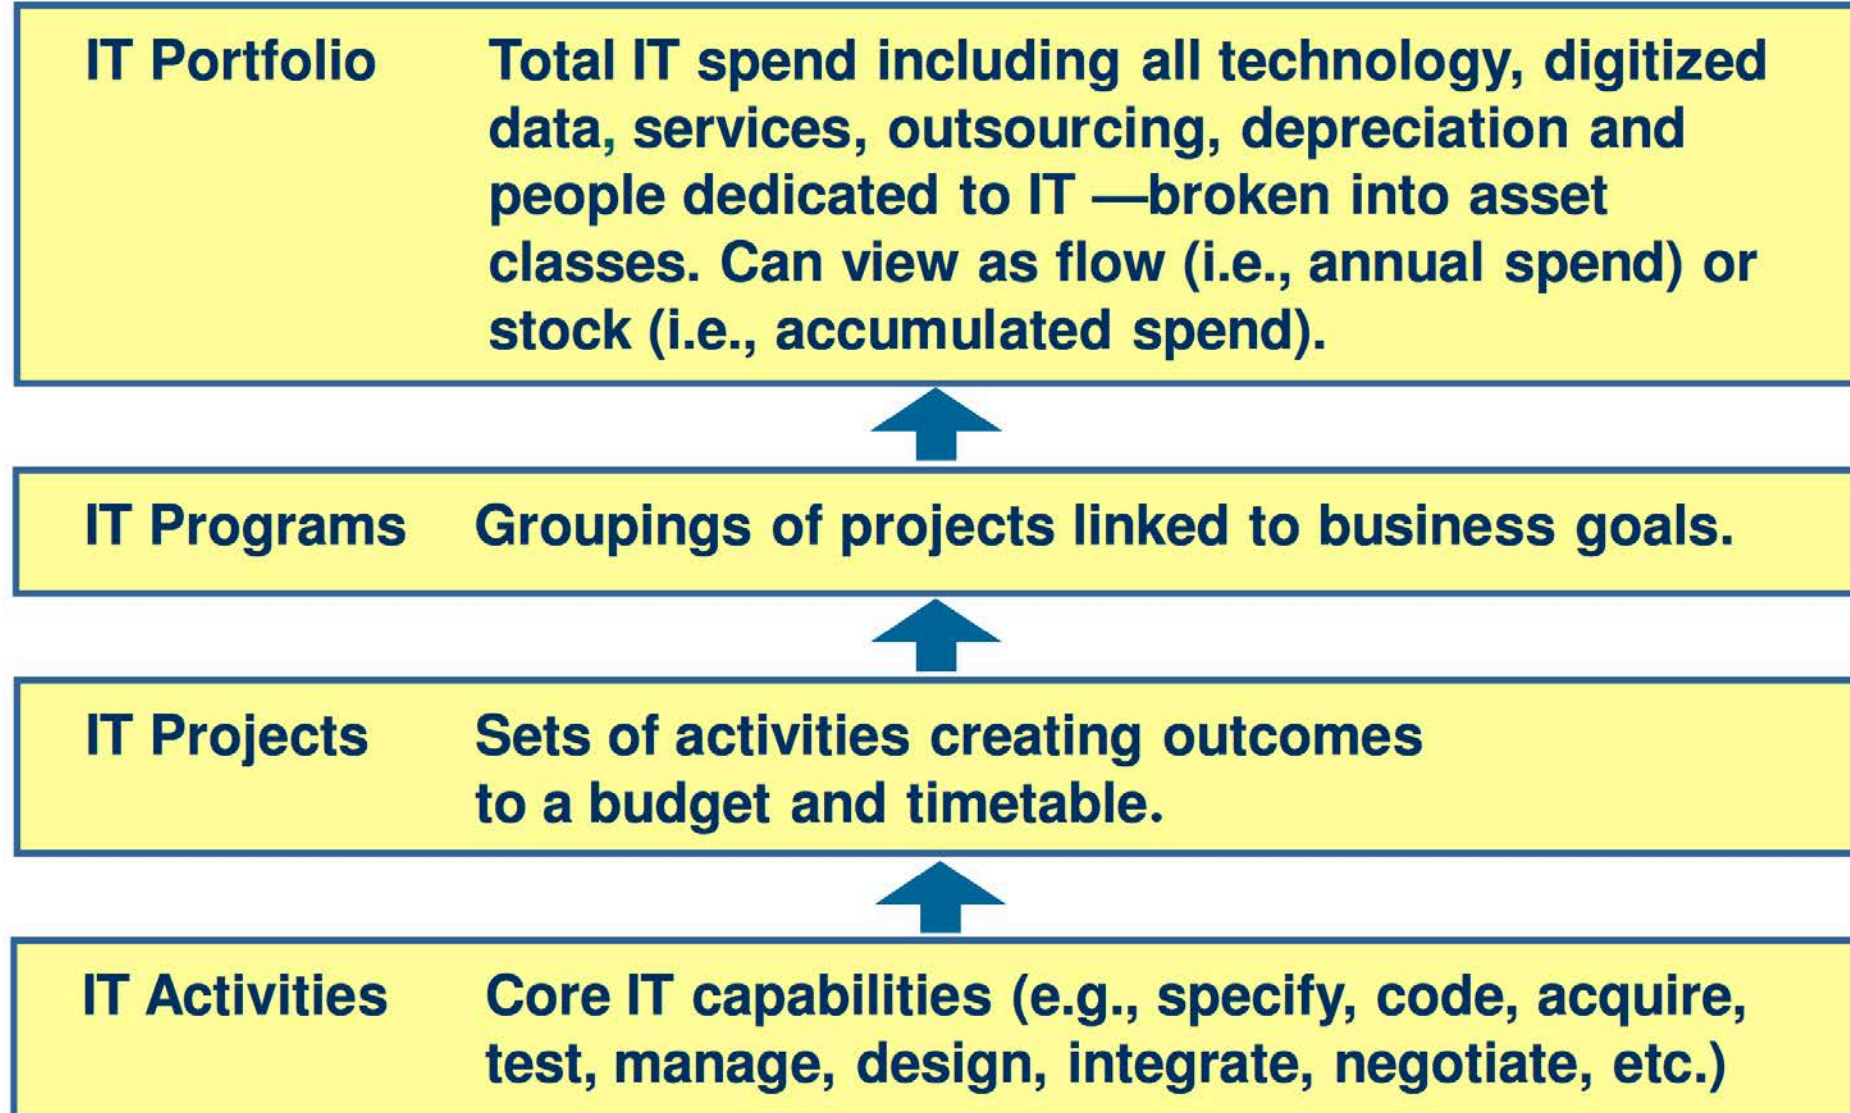 IT Portfolio Total IT spend including all technology, digitized
data, services, outsourcing, depreciation and
people dedicated to IT —broken into asset
classes. Can view as flow (i.e., annual spend) or
stock (i.e., accumulated spend).
IT Programs Groupings of projects linked to business goals.
IT Projects Sets of activities creating outcomes
to a budget and timetable.
IT Activities Core IT capabilities (e.g., specify, code, acquire,
test, manage, design, integrate, negotiate, etc.)